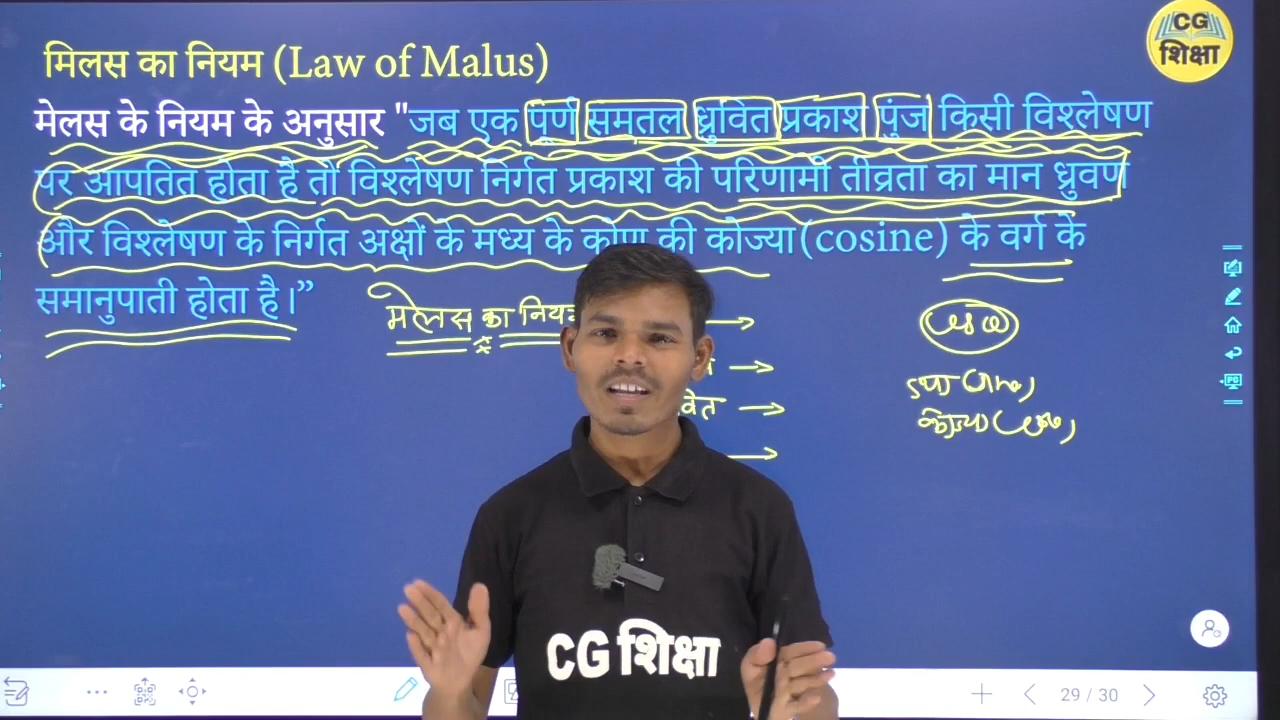 CG
शिक्षा
मिलस का नियम (Law of Malus)
मेलस के नियम के अनुसार "जब एक पूर्ण समतल ध्रुवित प्रकाश पुंज किसी विश्लेषण
पर आपतित होता है तो विश्लेषण निर्गत प्रकाश की परिणामी तीव्रता का मान ध्रुवण
और विश्लेषण के निर्गत अक्षों के मध्य के कोण की कोज्या(cosine) के वर्ग के
समानुपाती होता है।”
मेलस का
CG शिक्षा
29 / 30